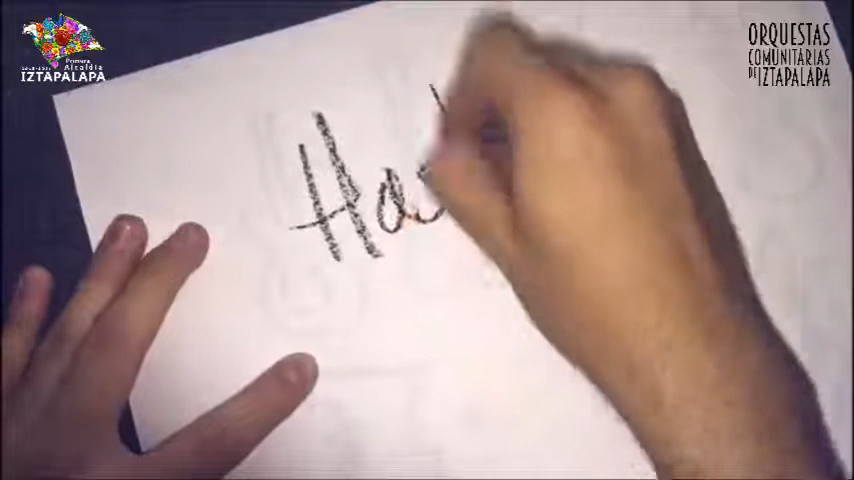 Primera
Alcaldía
IZTAPALAPA
ORQUESTAS
COMUNITARIAS
DE IZTAPALAPA
Ha